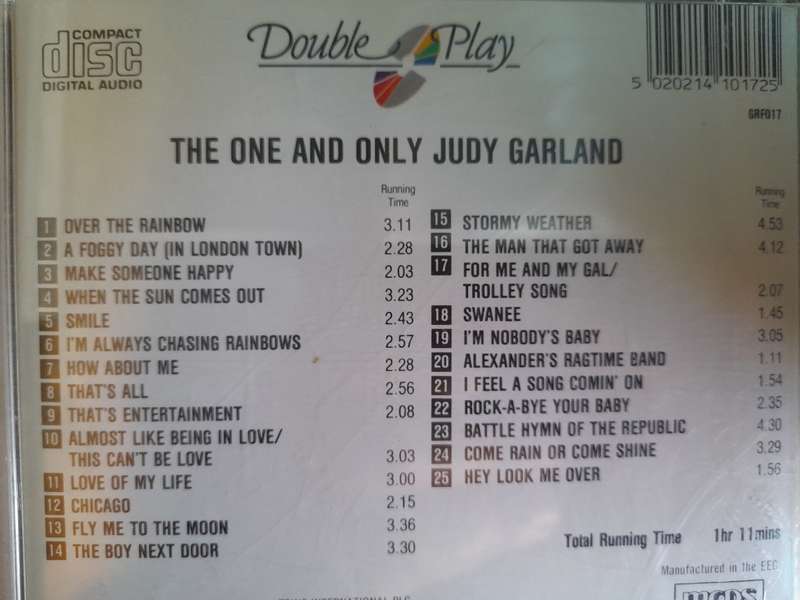 COMPACT
disc
DIGITAL AUDIO
Double Play
5 020214 101725
GRF017
THE ONE AND ONLY JUDY GARLAND
Running
Time
1 OVER THE RAINBOW 3.11
2 A FOGGY DAY (IN LONDON TOWN) 2.28
3 MAKE SOMEONE HAPPY 2.03
4 WHEN THE SUN COMES OUT 3.23
5 SMILE 2.43
6 I'M ALWAYS CHASING RAINBOWS 2.57
7 HOW ABOUT ME 2.28
8 THAT'S ALL 2.56
9 THAT'S ENTERTAINMENT 2.08
10 ALMOST LIKE BEING IN LOVE/
THIS CAN'T BE LOVE 3.03
11 LOVE OF MY LIFE 3.00
12 CHICAGO 2.15
13 FLY ME TO THE MOON 3.36
14 THE BOY NEXT DOOR 3.30
Running
Time
15 STORMY WEATHER 4.53
16 THE MAN THAT GOT AWAY 4.12
17 FOR ME AND MY GAL/
TROLLEY SONG 2.07
18 SWANEE 1.45
19 I'M NOBODY'S BABY 3.05
20 ALEXANDER'S RAGTIME BAND 1.11
21 I FEEL A SONG COMIN' ON 1.54
22 ROCK-A-BYE YOUR BABY 2.35
23 BATTLE HYMN OF THE REPUBLIC 4.30
24 COME RAIN OR COME SHINE 3.29
25 HEY LOOK ME OVER 1.56
Total Running Time 1hr 11mins
Manufactured in the EEC
INTERNATIONAL PLC
mcps